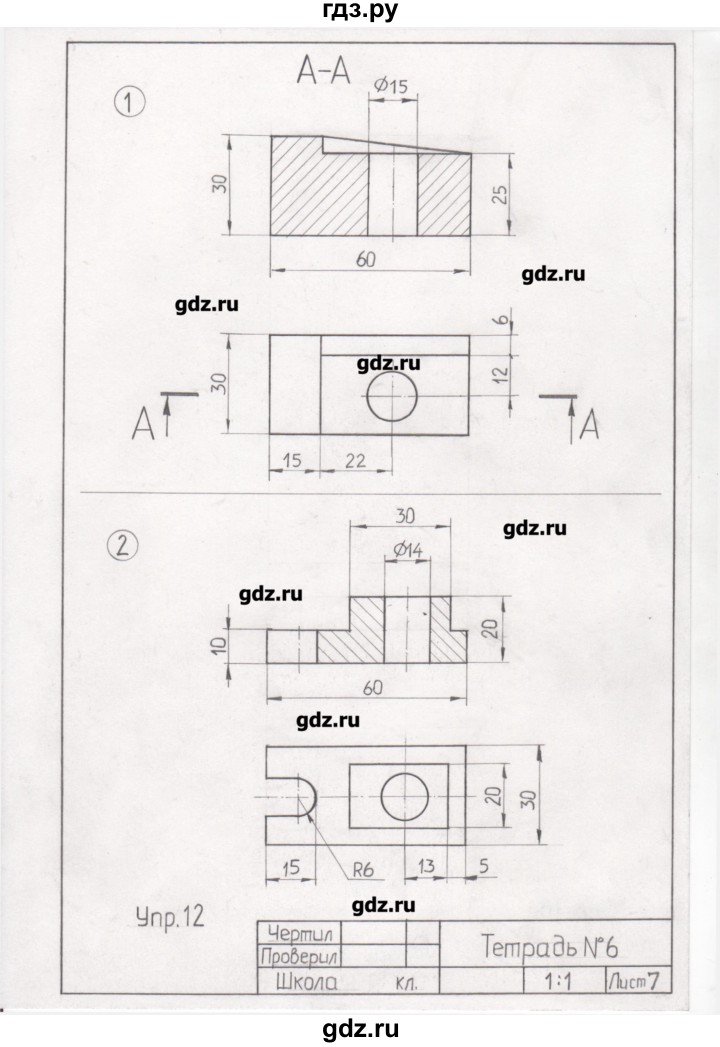 гдз.ру
А-А
1
Ø15
30
25
60
gdz.ru
gdz.ru
6
gdz.ru
30
12
А
А
15
22
2
30
gdz.ru
Ø14
gdz.ru
10
20
60
gdz.ru
20
30
15
R6
13
5
gdz.ru
Упр.12
Чертил
Проверил
Тетрадь №6
Школа кл.
1:1
Лист 7
gdz.ru